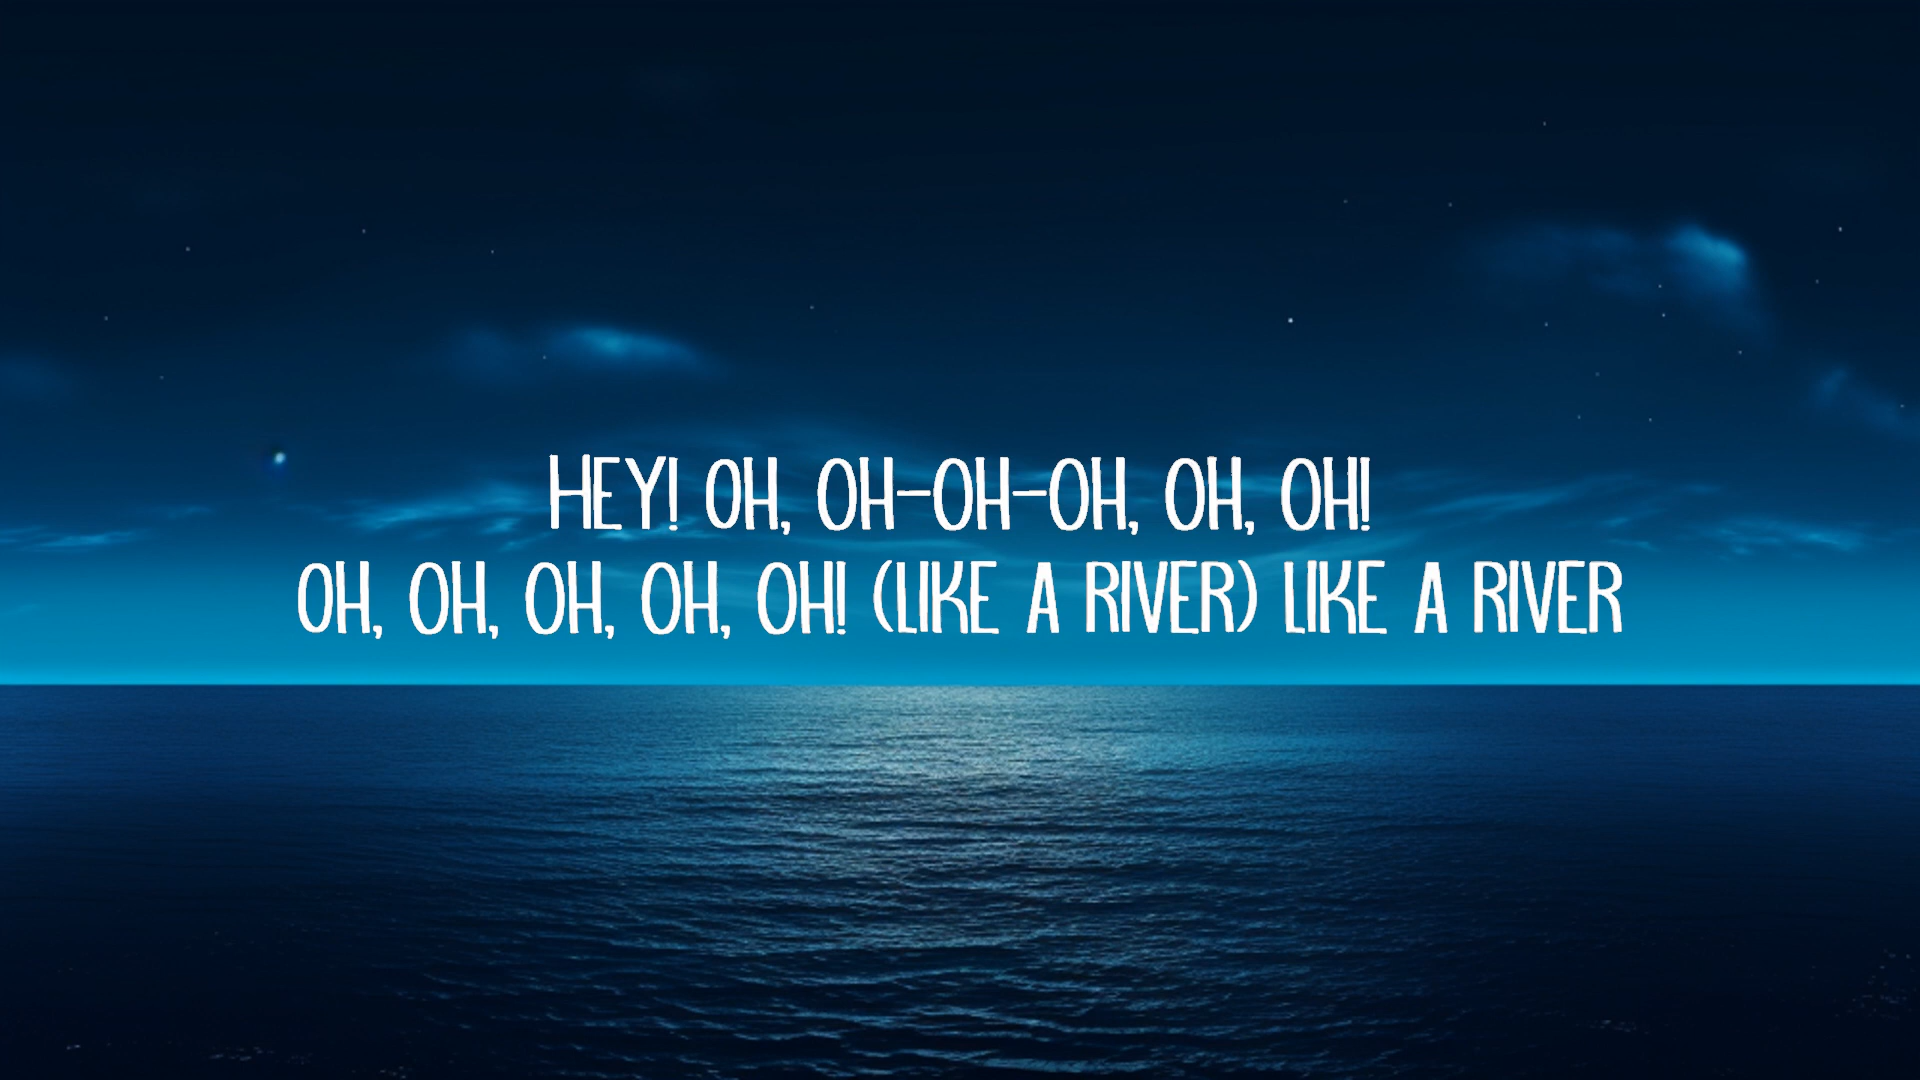 HEY! OH, OH-OH-OH, OH, OH!
OH, OH, OH, OH, OH! (LIKE A RIVER) LIKE A RIVER